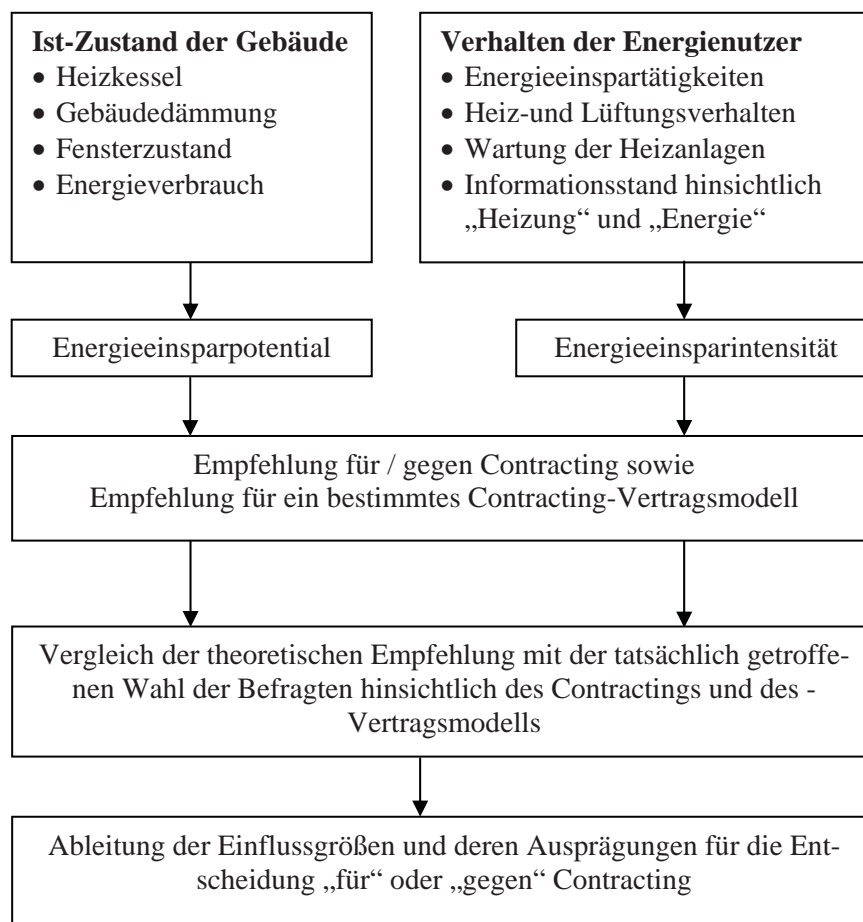 Ist-Zustand der Gebäude
• Heizkessel
• Gebäudedämmung
• Fensterzustand
• Energieverbrauch
Verhalten der Energienutzer
• Energieeinspartätigkeiten
• Heiz-und Lüftungsverhalten
• Wartung der Heizanlagen
• Informationsstand hinsichtlich
„Heizung“ und „Energie“
Energieeinsparpotential
Energieeinsparintensität
Empfehlung für / gegen Contracting sowie
Empfehlung für ein bestimmtes Contracting-Vertragsmodell
Vergleich der theoretischen Empfehlung mit der tatsächlich getroffe-
nen Wahl der Befragten hinsichtlich des Contractings und des -
Vertragsmodells
Ableitung der Einflussgrößen und deren Ausprägungen für die Ent-
scheidung „für“ oder „gegen“ Contracting